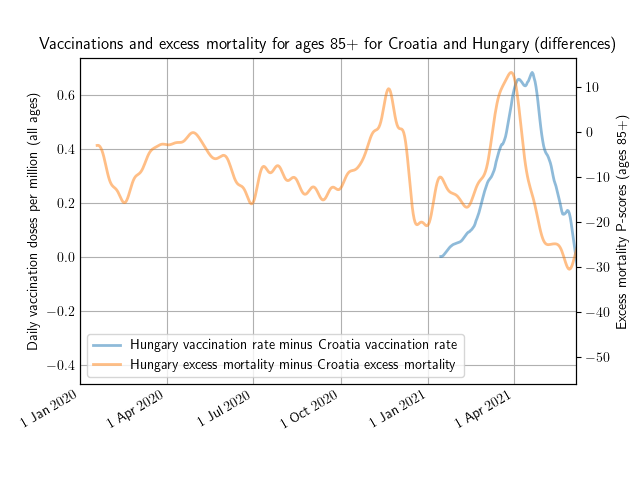 Vaccinations and excess mortality for ages 85+ for Croatia and Hungary (differences)
Daily vaccination doses per million (all ages)
0.6
0.4
0.2
0.0
−0.2
−0.4
10
0
−10
−20
−30
−40
−50
Excess mortality P-scores (ages 85+)
Hungary vaccination rate minus Croatia vaccination rate
Hungary excess mortality minus Croatia excess mortality
1 Jan 2020
1 Apr 2020
1 Jul 2020
1 Oct 2020
1 Jan 2021
1 Apr 2021